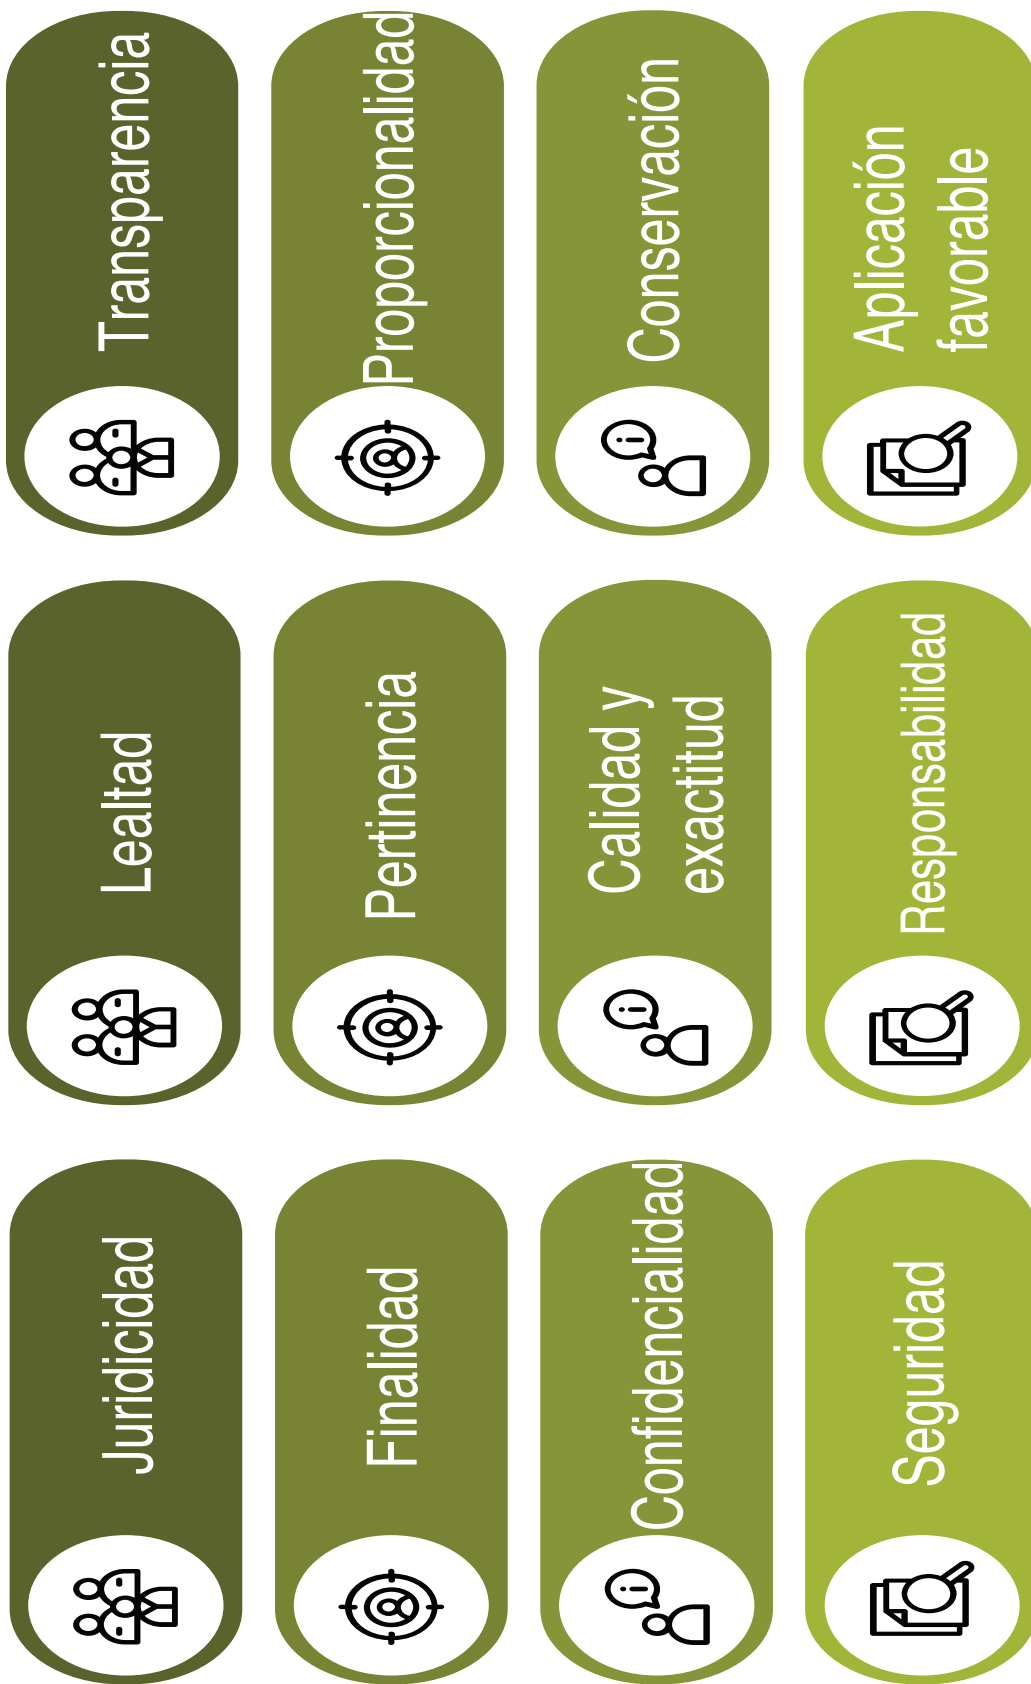 Juridicidad
Lealtad
Transparencia
Finalidad
Pertinencia
Proporcionalidad
Confidencialidad
Calidad y
exactitud
Conservación
Seguridad
Responsabilidad
Aplicación
favorable